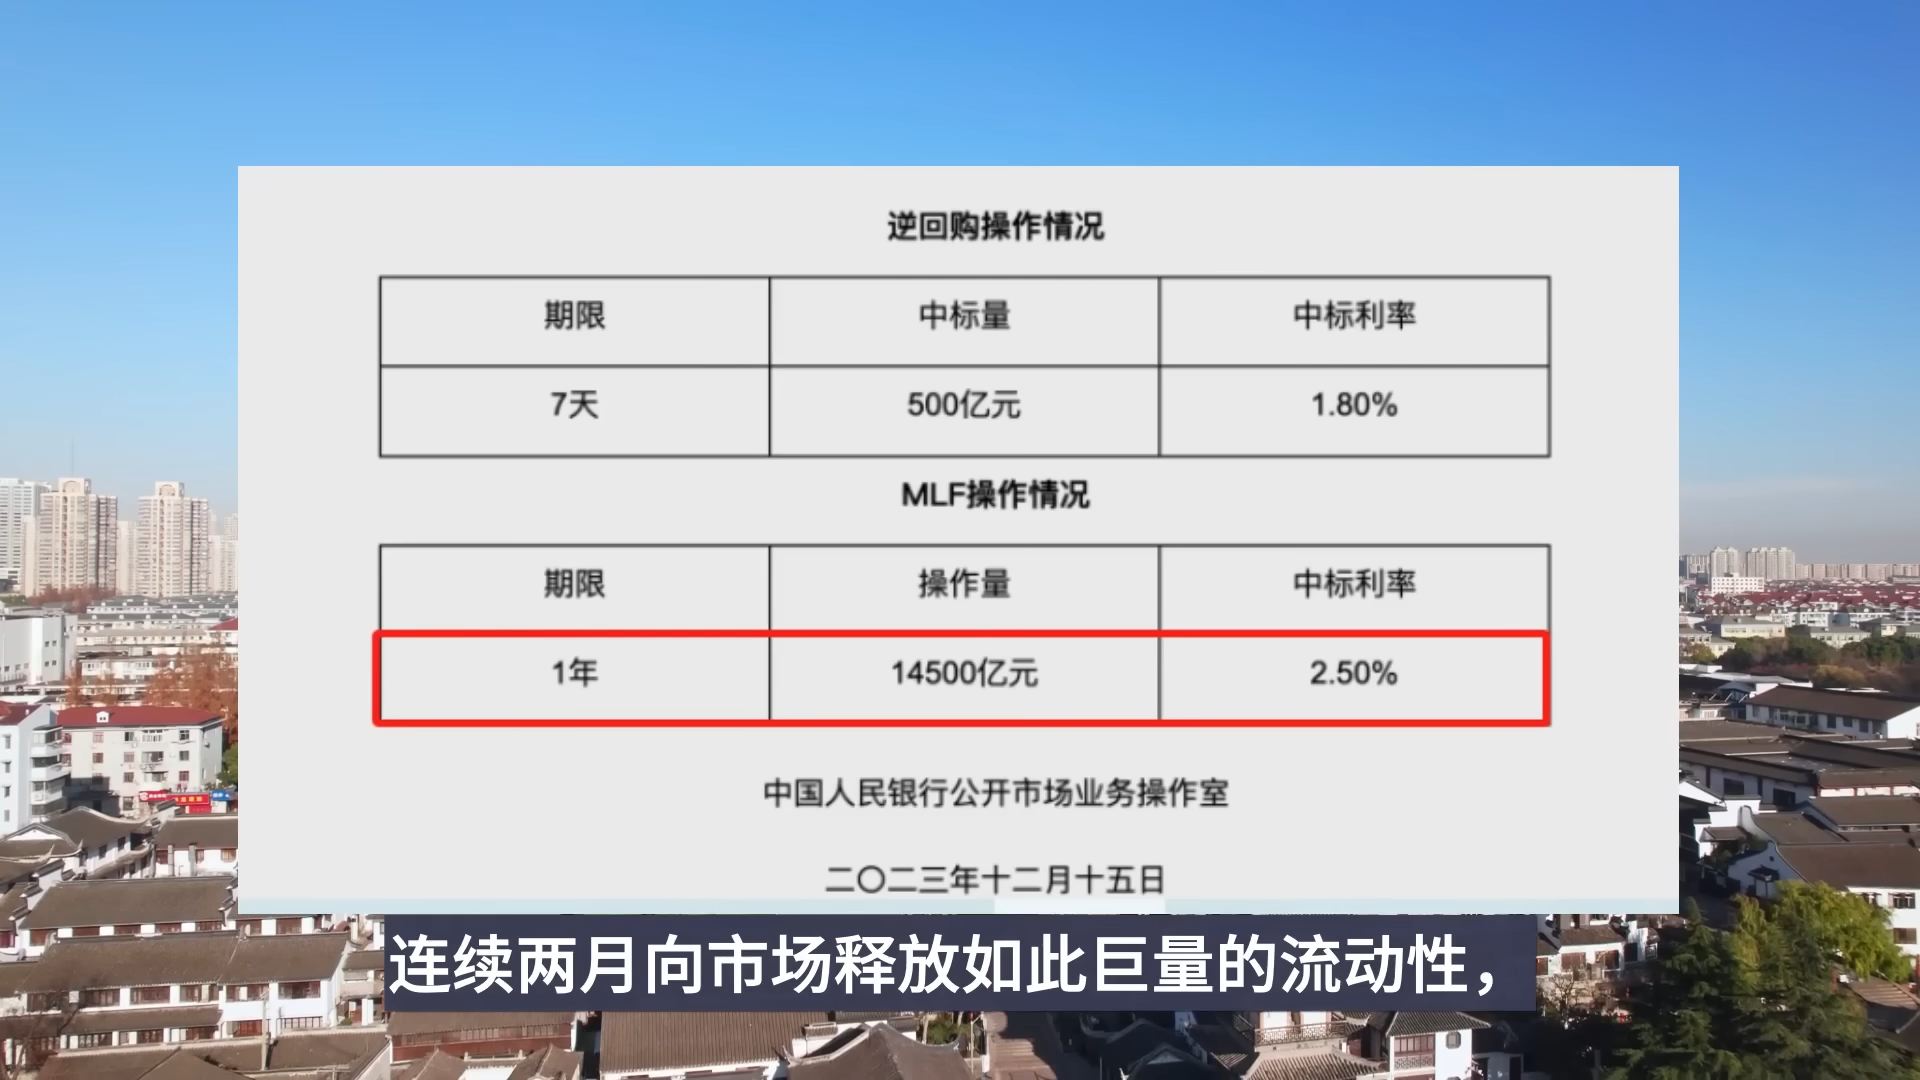 逆回购操作情况
期限 中标量 中标利率
7天 500亿元 1.80%
MLF操作情况
期限 操作量 中标利率
1年 14500亿元 2.50%
中国人民银行公开市场业务操作室
二〇二三年十二月十五日
连续两月向市场释放如此巨量的流动性，